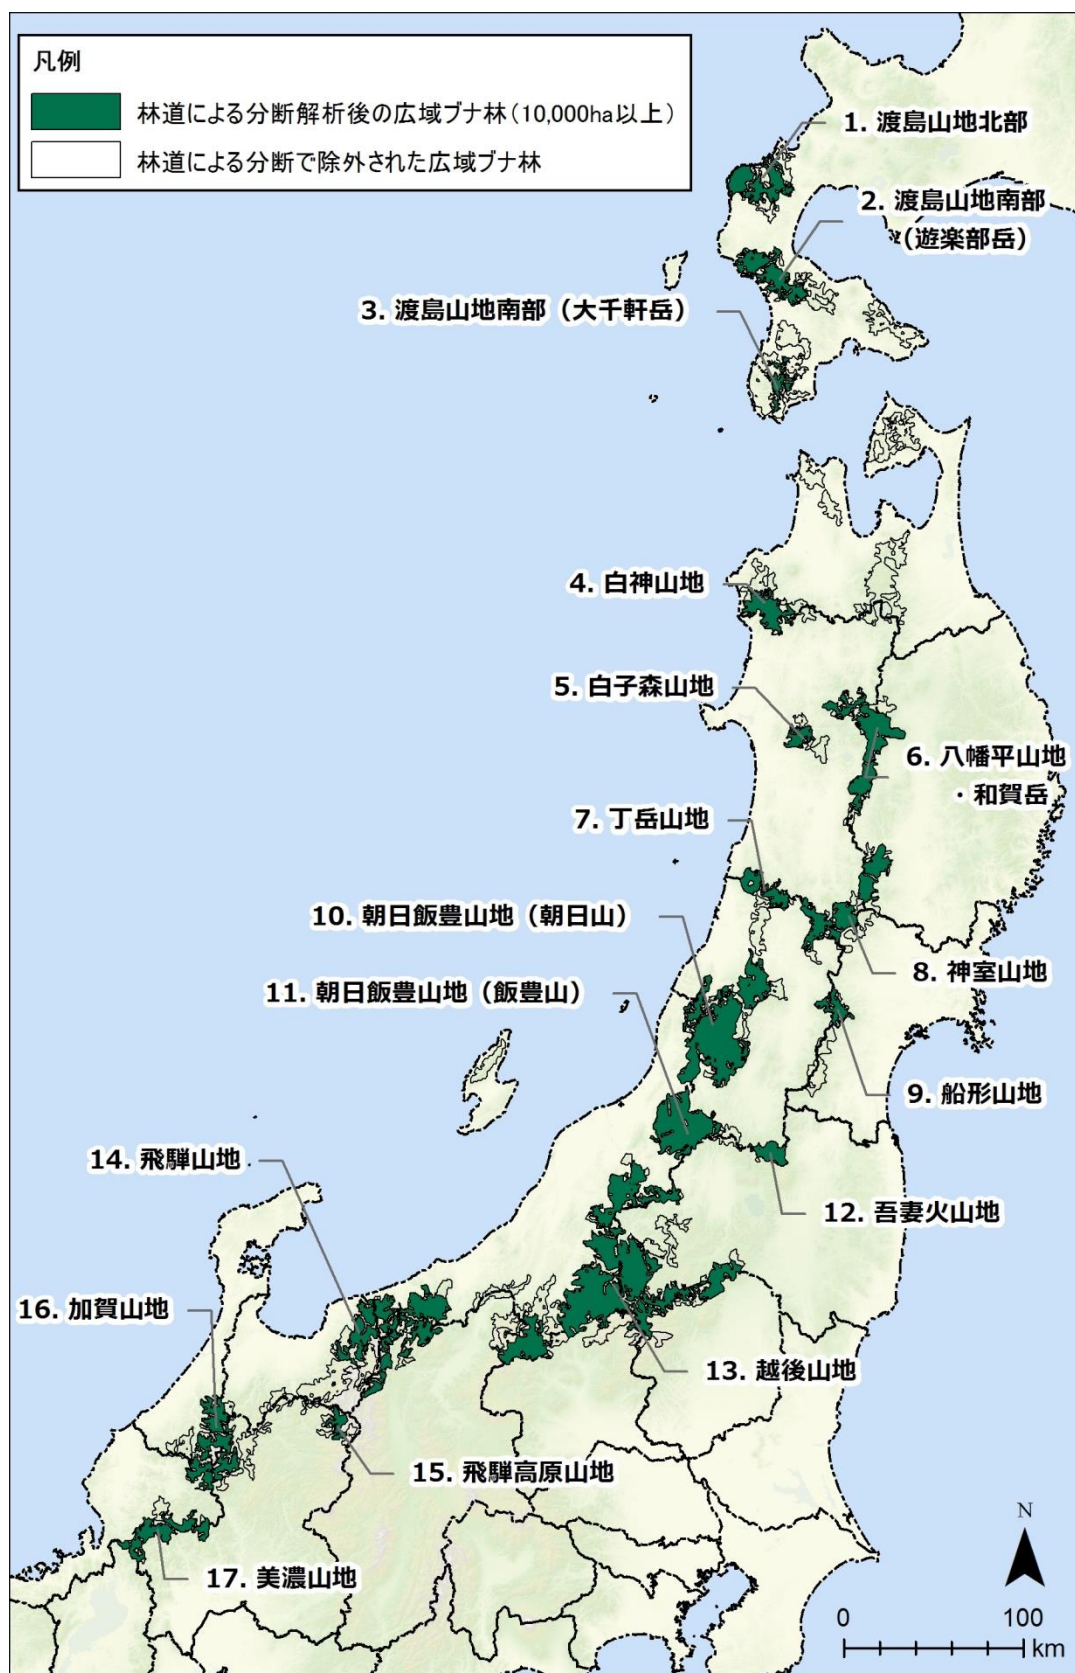 凡例
林道による分断解析後の広域ブナ林(10,000ha以上)
林道による分断で除外された広域ブナ林
1. 渡島山地北部
2. 渡島山地南部
（遊楽部岳）
3. 渡島山地南部（大千軒岳）
4. 白神山地
5. 白子森山地
6. 八幡平山地
・和賀岳
7. 丁岳山地
10. 朝日飯豊山地（朝日山）
8. 神室山地
11. 朝日飯豊山地（飯豊山）
9. 船形山地
14. 飛騨山地
12. 吾妻火山地
16. 加賀山地
13. 越後山地
15. 飛騨高原山地
17. 美濃山地
N
0 100
km